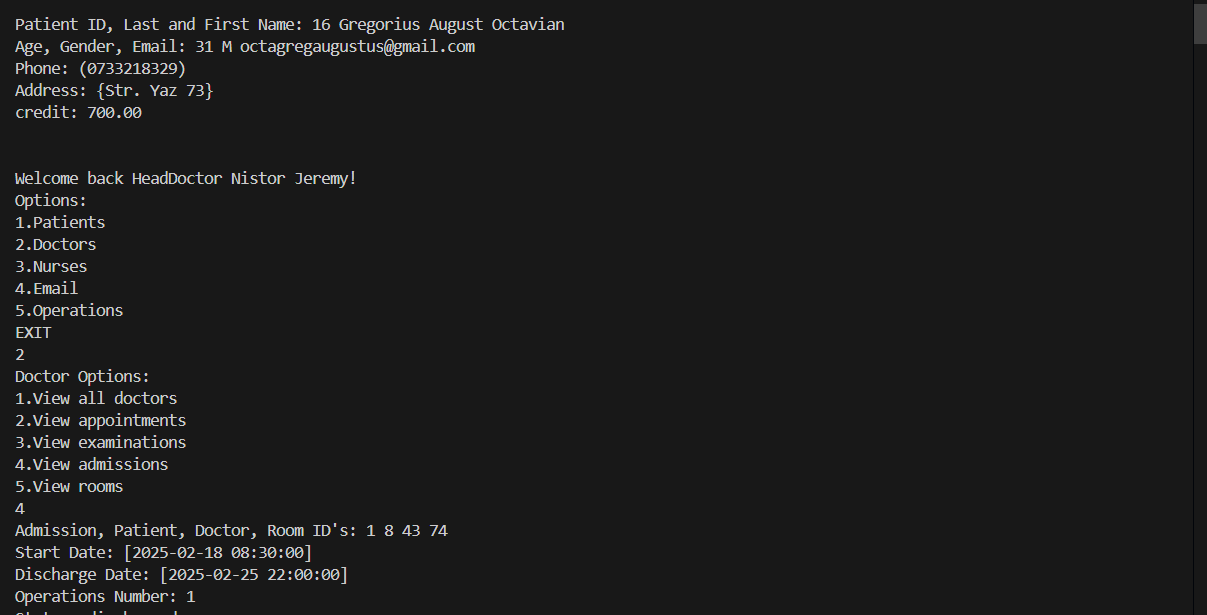 Patient ID, Last and First Name: 16 Gregorius August Octavian
Age, Gender, Email: 31 M octagregaugustus@gmail.com
Phone: (0733218329)
Address: {Str. Yaz 73}
credit: 700.00
Welcome back HeadDoctor Nistor Jeremy!
Options:
1.Patients
2.Doctors
3.Nurses
4.Email
5.Operations
EXIT
2
Doctor Options:
1.View all doctors
2.View appointments
3.View examinations
4.View admissions
5.View rooms
4
Admission, Patient, Doctor, Room ID's: 1 8 43 74
Start Date: [2025-02-18 08:30:00]
Discharge Date: [2025-02-25 22:00:00]
Operations Number: 1